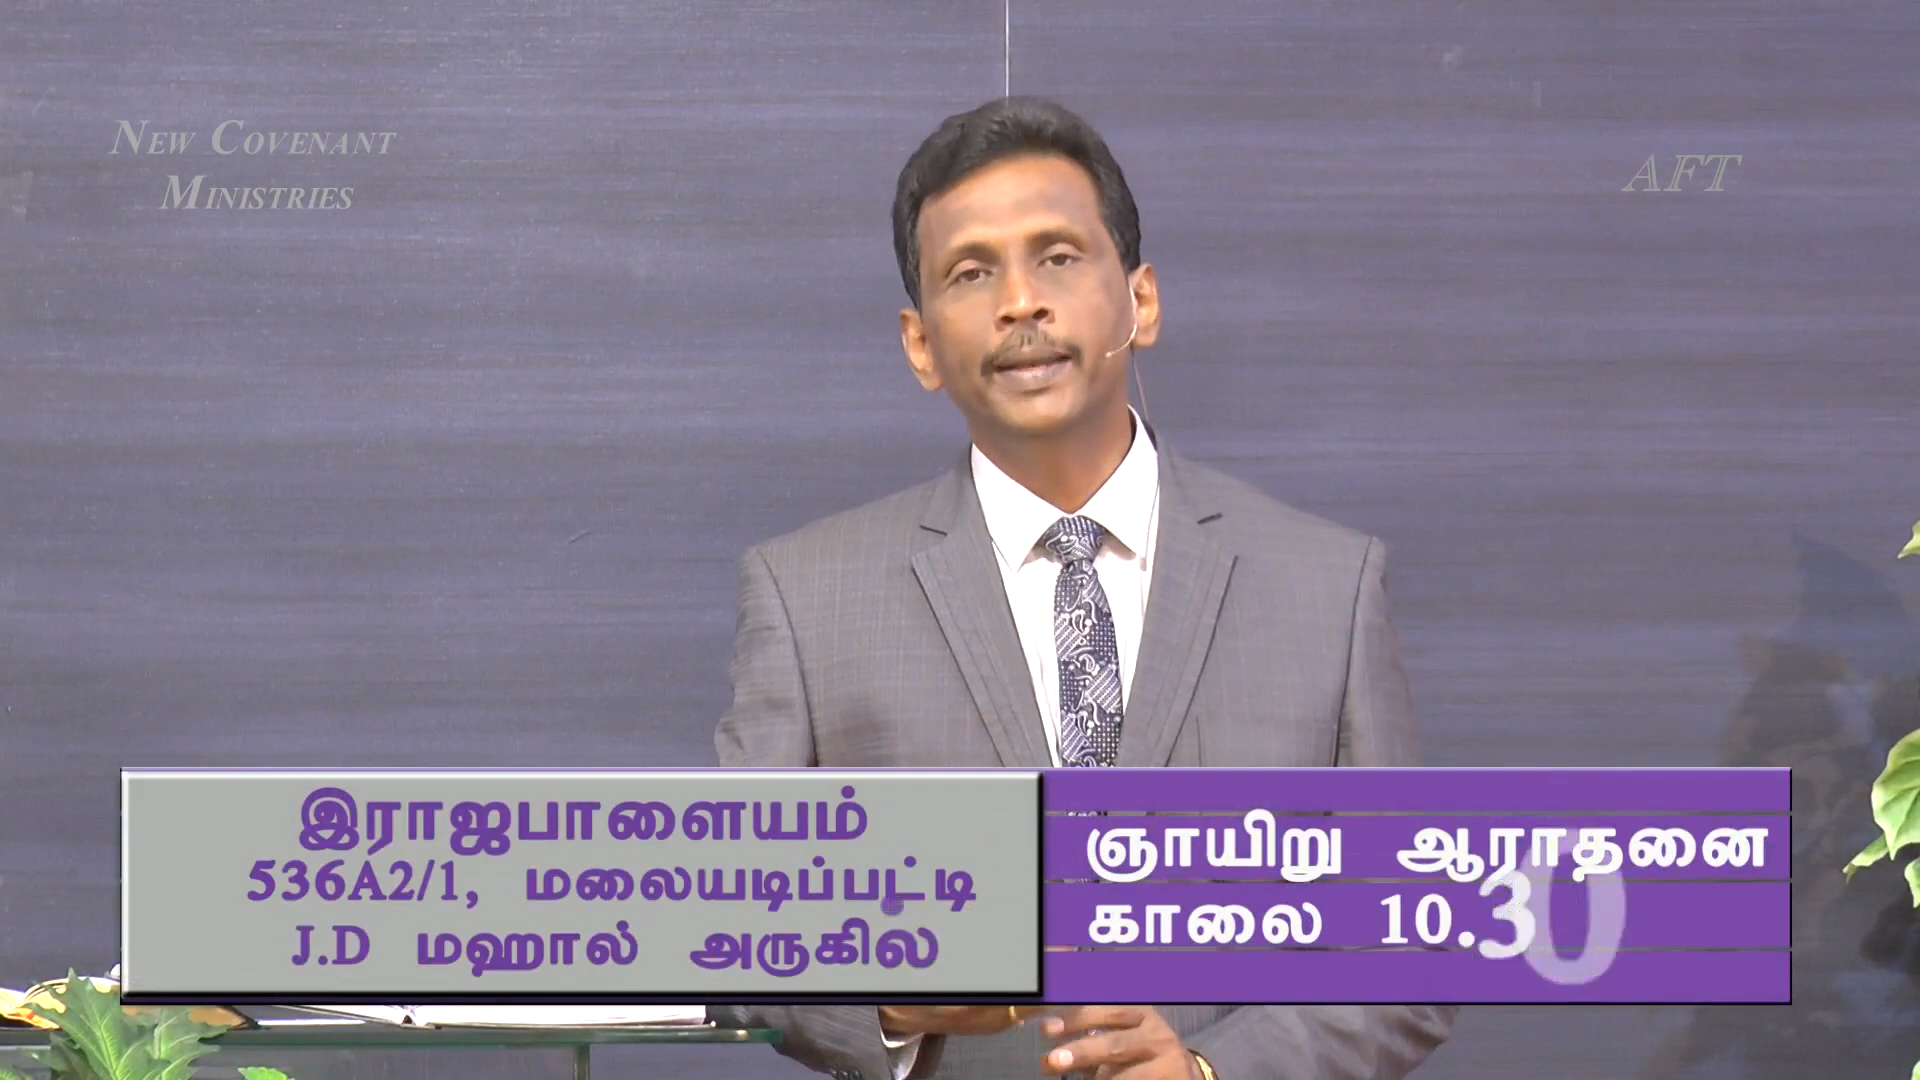 NEW COVENANT
MINISTRIES
AFT
இராஜபாளையம்
536A2/1, மலையடிப்பட்டி
J.D மஹால் அருகில்
ஞாயிறு ஆராதனை
காலை 10.30